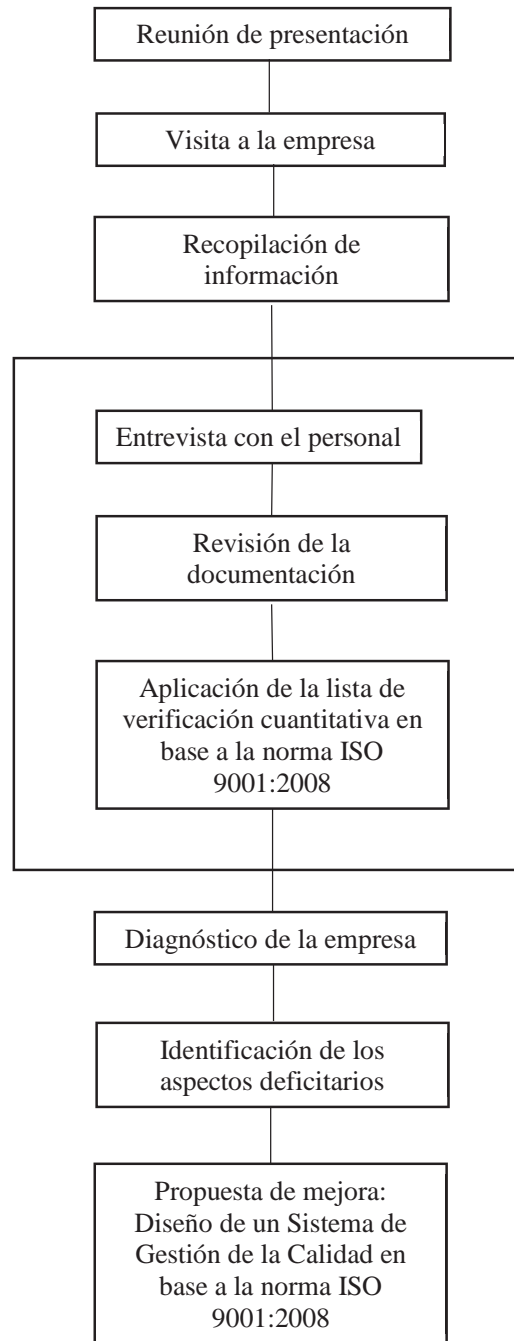 Reunión de presentación
Visita a la empresa
Recopilación de
información
Entrevista con el personal
Revisión de la
documentación
Aplicación de la lista de
verificación cuantitativa en
base a la norma ISO
9001:2008
Diagnóstico de la empresa
Identificación de los
aspectos deficitarios
Propuesta de mejora:
Diseño de un Sistema de
Gestión de la Calidad en
base a la norma ISO
9001:2008